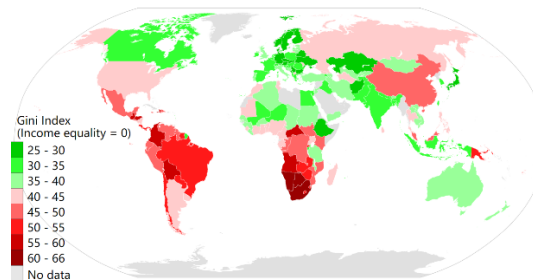 Gini Index
(Income equality = 0)
25 - 30
30 - 35
35 - 40
40 - 45
45 - 50
50 - 55
55 - 60
60 - 66
No data